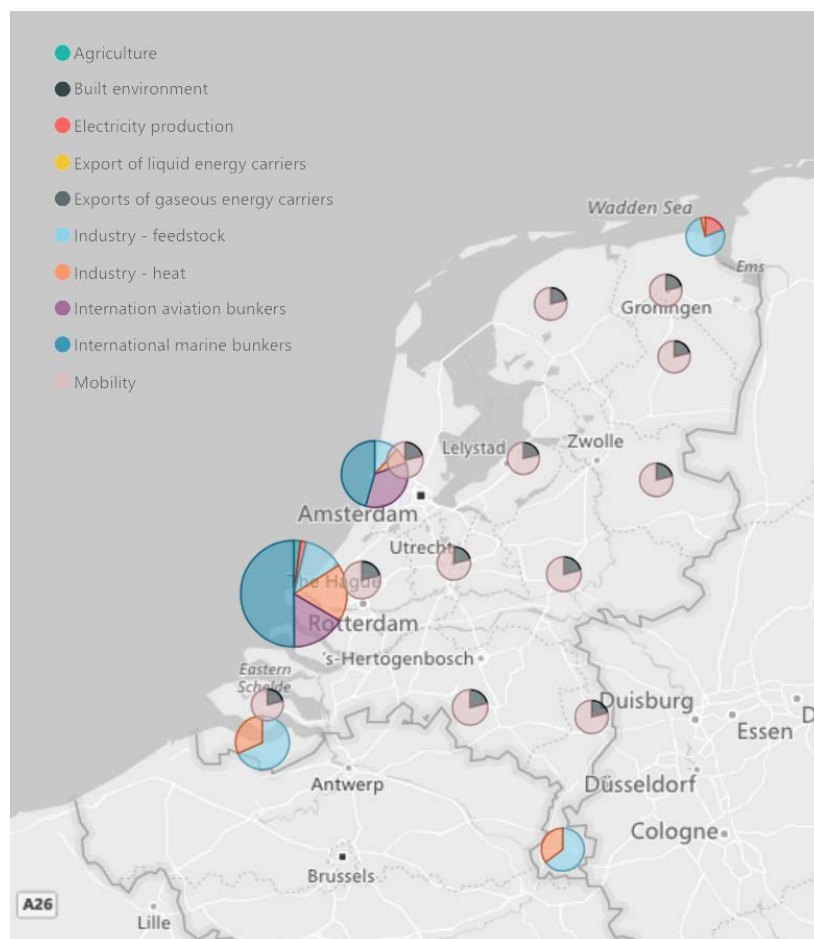 Agriculture
Built environment
Electricity production
Export of liquid energy carriers
Exports of gaseous energy carriers
Industry - feedstock
Industry - heat
Internation aviation bunkers
International marine bunkers
Mobility
Wadden Sea
Ems
Groningen
Lelystad
Zwolle
Amsterdam
Utrecht
The Hague
Rotterdam
's-Hertogenbosch
Eastern
Schelde
Duisburg
Essen
D
Antwerp
Düsseldorf
Cologne
Brussels
A26
Lille